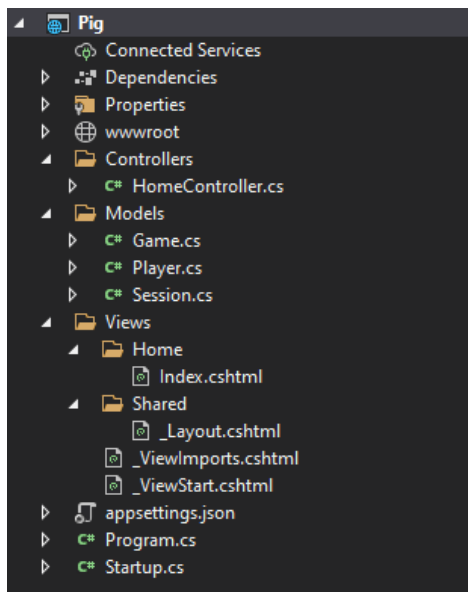 Pig
Connected Services
Dependencies
Properties
wwwroot
Controllers
C# HomeController.cs
Models
C# Game.cs
C# Player.cs
C# Session.cs
Views
Home
Index.cshtml
Shared
_Layout.cshtml
_ViewImports.cshtml
_ViewStart.cshtml
appsettings.json
C# Program.cs
C# Startup.cs